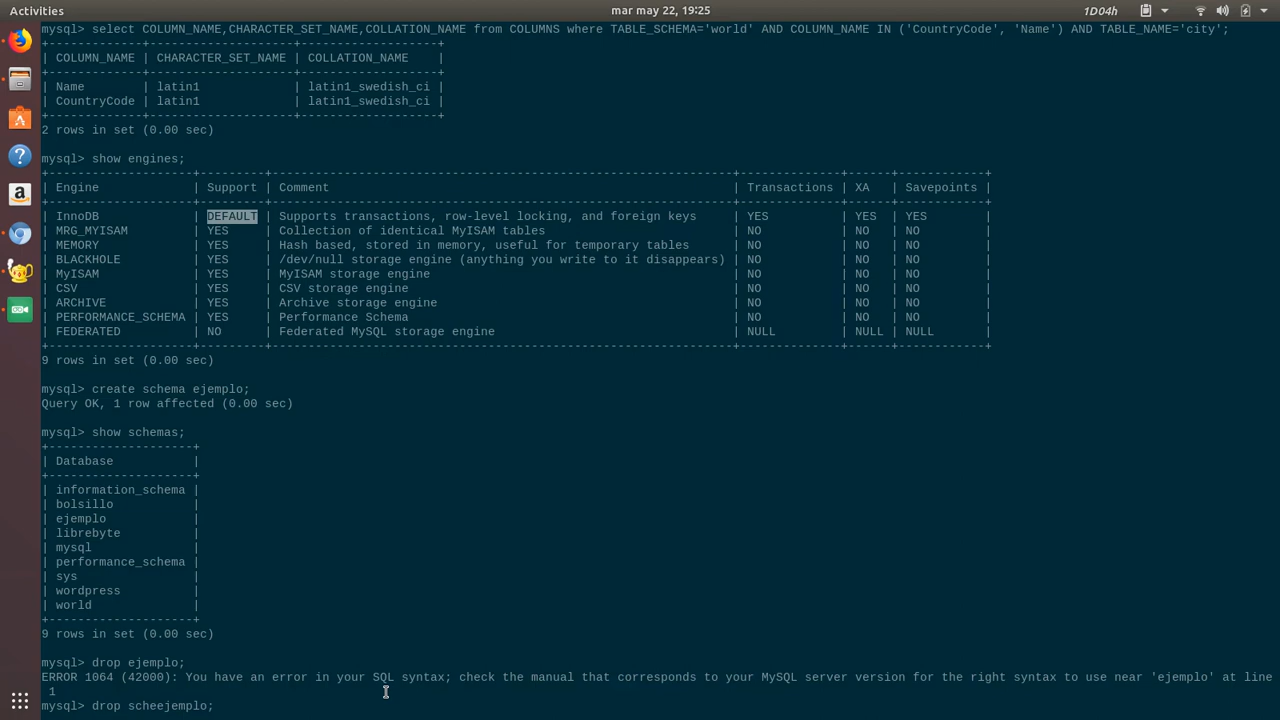 Activities
mar may 22, 19:25
1D04h
mysql> select COLUMN_NAME,CHARACTER_SET_NAME,COLLATION_NAME from COLUMNS where TABLE_SCHEMA='world' AND COLUMN_NAME IN ('CountryCode', 'Name') AND TABLE_NAME='city';
+-------------+--------------------+-------------------+
| COLUMN_NAME | CHARACTER_SET_NAME | COLLATION_NAME    |
+-------------+--------------------+-------------------+
| Name        | latin1             | latin1_swedish_ci |
| CountryCode | latin1             | latin1_swedish_ci |
+-------------+--------------------+-------------------+
2 rows in set (0.00 sec)
mysql> show engines;
+--------------------+---------+----------------------------------------------------------------+--------------+------+------------+
| Engine             | Support | Comment                                                        | Transactions | XA   | Savepoints |
+--------------------+---------+----------------------------------------------------------------+--------------+------+------------+
| InnoDB             | DEFAULT | Supports transactions, row-level locking, and foreign keys     | YES          | YES  | YES        |
| MRG_MYISAM         | YES     | Collection of identical MyISAM tables                          | NO           | NO   | NO         |
| MEMORY             | YES     | Hash based, stored in memory, useful for temporary tables      | NO           | NO   | NO         |
| BLACKHOLE          | YES     | /dev/null storage engine (anything you write to it disappears) | NO           | NO   | NO         |
| MyISAM             | YES     | MyISAM storage engine                                          | NO           | NO   | NO         |
| CSV                | YES     | CSV storage engine                                             | NO           | NO   | NO         |
| ARCHIVE            | YES     | Archive storage engine                                         | NO           | NO   | NO         |
| PERFORMANCE_SCHEMA | YES     | Performance Schema                                             | NO           | NO   | NO         |
| FEDERATED          | NO      | Federated MySQL storage engine                                 | NULL         | NULL | NULL       |
+--------------------+---------+----------------------------------------------------------------+--------------+------+------------+
9 rows in set (0.00 sec)
mysql> create schema ejemplo;
Query OK, 1 row affected (0.00 sec)
mysql> show schemas;
+--------------------+
| Database           |
+--------------------+
| information_schema |
| bolsillo           |
| ejemplo            |
| librebyte          |
| mysql              |
| performance_schema |
| sys                |
| wordpress          |
| world              |
+--------------------+
9 rows in set (0.00 sec)
mysql> drop ejemplo;
ERROR 1064 (42000): You have an error in your SQL syntax; check the manual that corresponds to your MySQL server version for the right syntax to use near 'ejemplo' at line
1
mysql> drop scheejemplo;